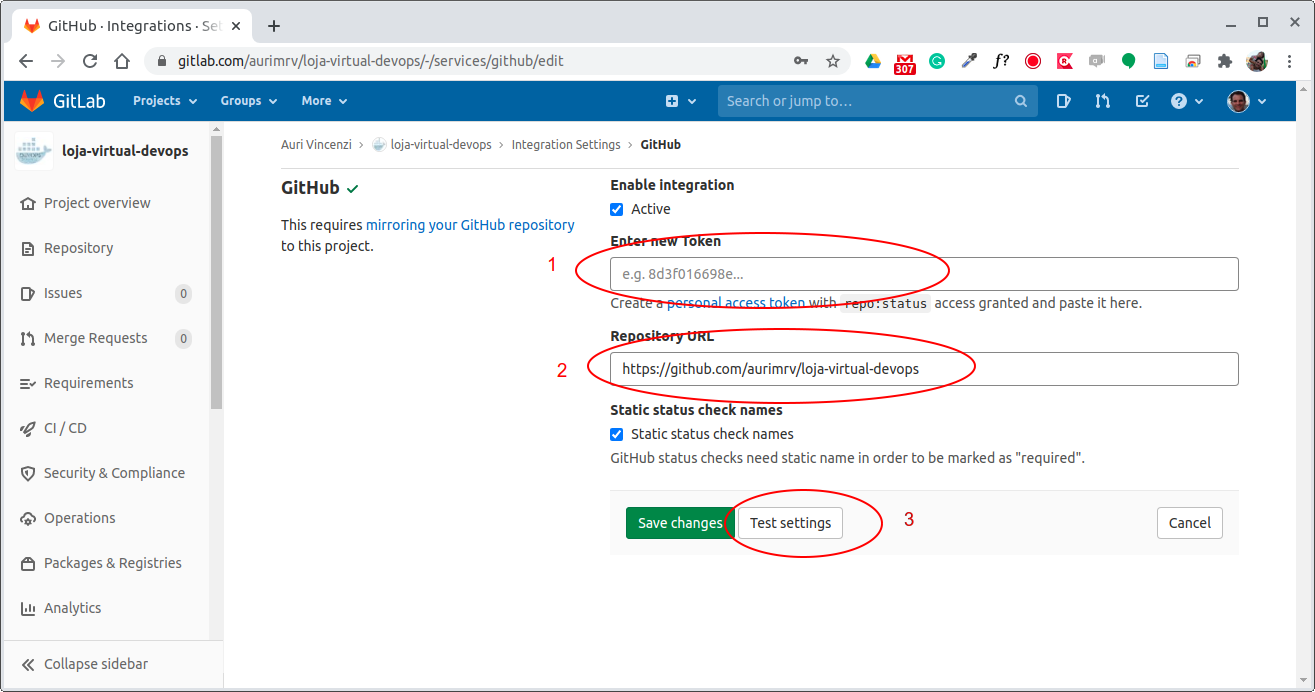 GitHub · Integrations · Set
gitlab.com/aurimrv/loja-virtual-devops/-/services/github/edit
f?
307
GitLab
Projects
Groups
More
Search or jump to…
loja-virtual-devops
Project overview
Repository
Issues
0
Merge Requests
0
Requirements
CI / CD
Security & Compliance
Operations
Packages & Registries
Analytics
Collapse sidebar
Auri Vincenzi > loja-virtual-devops > Integration Settings > GitHub
GitHub
This requires mirroring your GitHub repository
to this project.
Enable integration
Active
Enter new Token
1
e.g. 8d3f016698e...
Create a personal access token with repo:status access granted and paste it here.
Repository URL
2
https://github.com/aurimrv/loja-virtual-devops
Static status check names
Static status check names
GitHub status checks need static name in order to be marked as "required".
Save changes
Test settings
3
Cancel